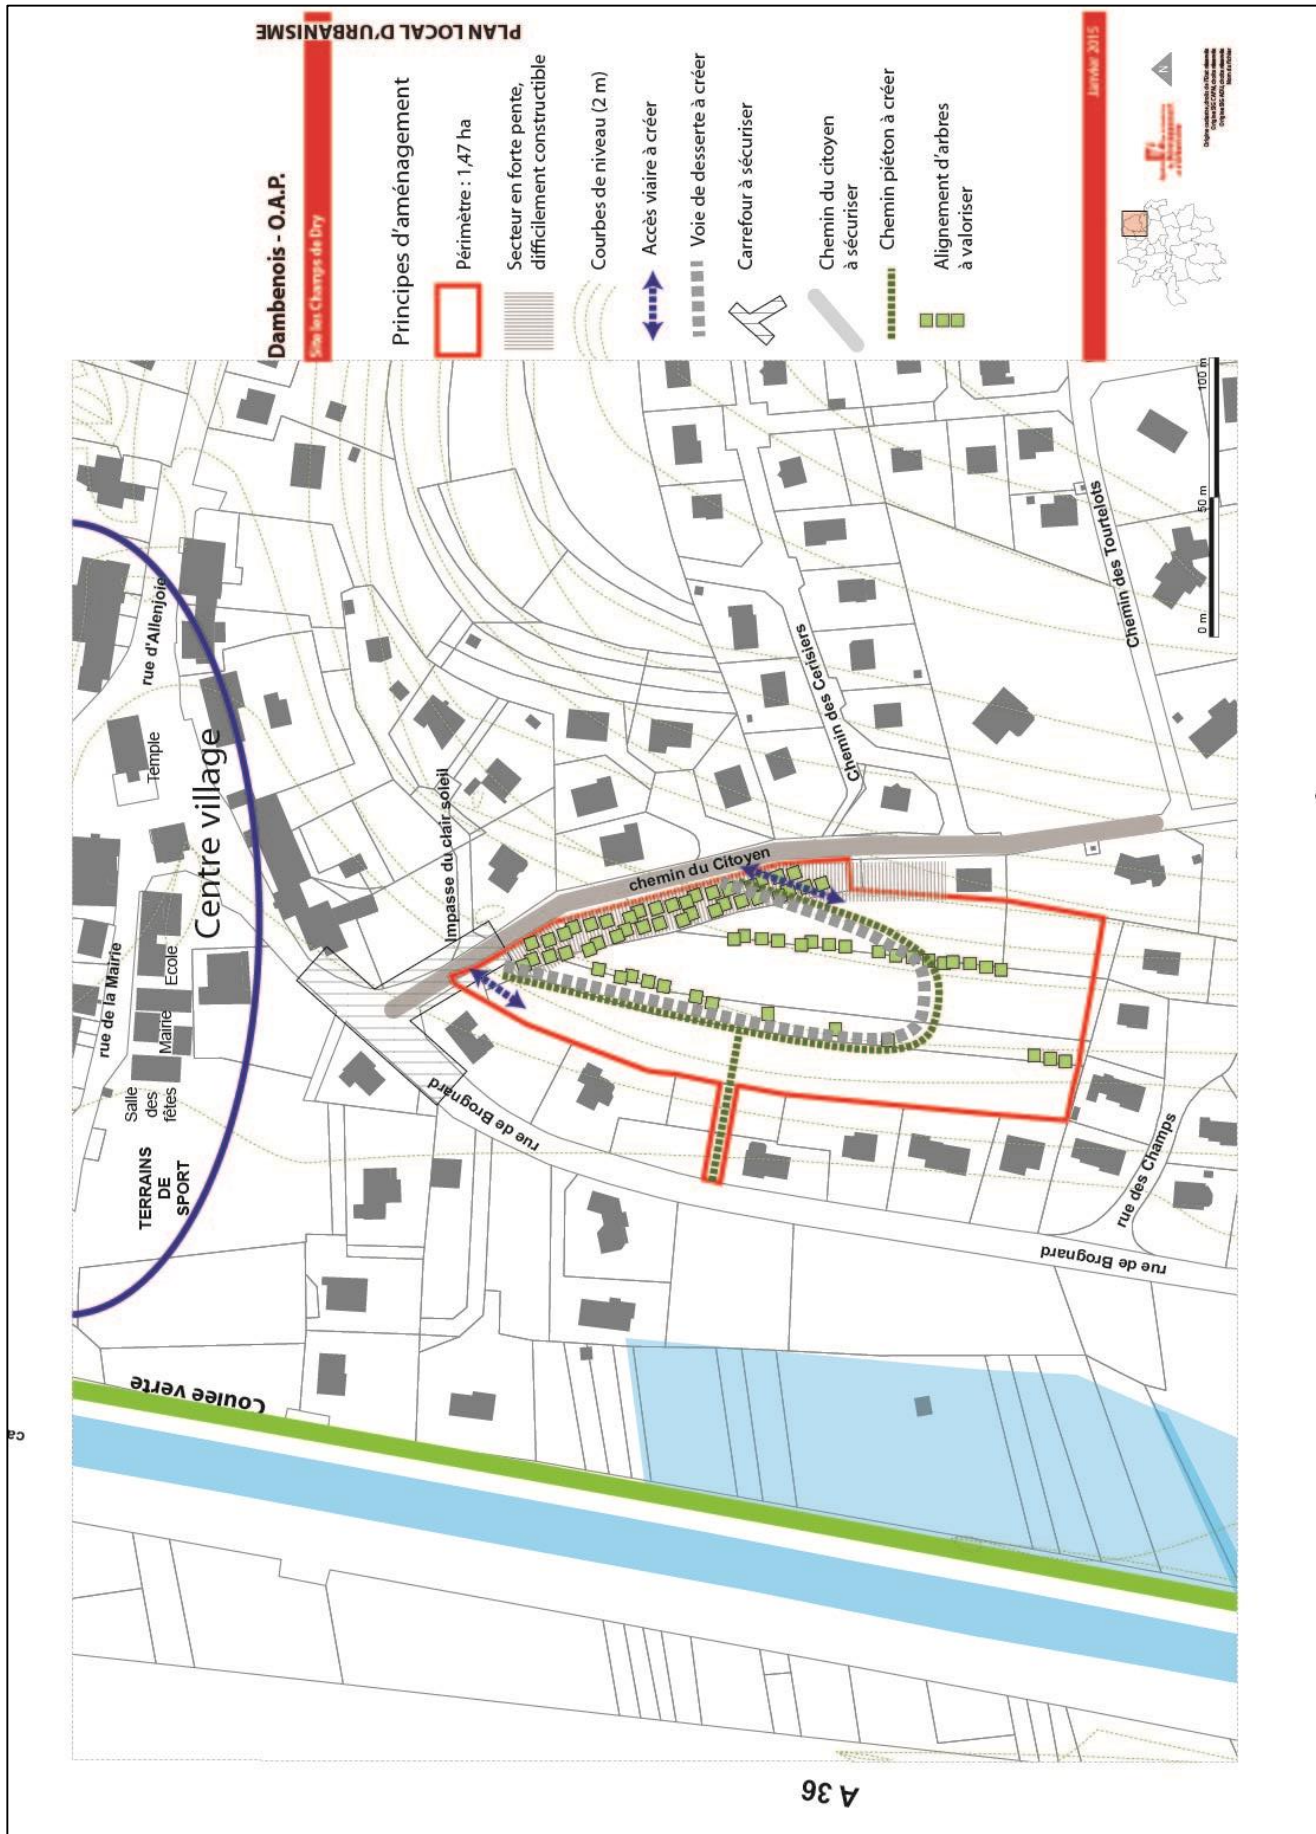 PLAN LOCAL D'URBANISME
Dambenois - O.A.P.
Site les Champs de Dry
Principes d'aménagement
Périmètre : 1,47 ha
Secteur en forte pente,
difficilement constructible
Courbes de niveau (2 m)
Accès viaire à créer
Voie de desserte à créer
Carrefour à sécuriser
Chemin du citoyen
à sécuriser
Chemin piéton à créer
Alignement d'arbres
à valoriser
Janvier 2015
N
rue d'Allenjoie
Temple
Centre village
rue de la Mairie
Ecole
Mairie
Salle
des
fêtes
TERRAINS
DE
SPORT
Coulee verte
Impasse du clair soleil
chemin du Citoyen
Chemin des Cerisiers
Chemin des Tourtelots
rue de Brognard
rue des Champs
rue de Brognard
0 m
50 m
100 m
A 36
ca